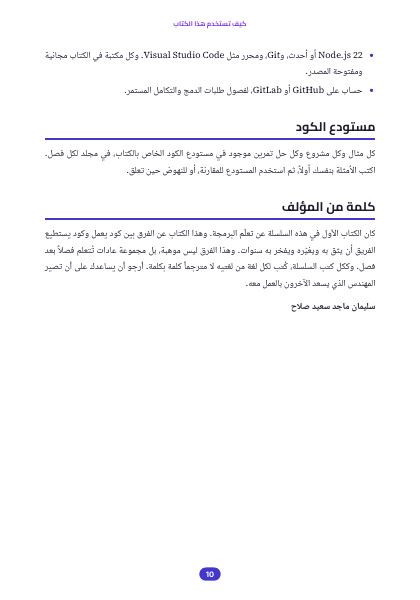 كيف تستخدم هذا الكتاب
• Node.js 22 أو أحدث، وGit، ومحرر مثل Visual Studio Code. وكل مكتبة في الكتاب مجانية
ومفتوحة المصدر.
• حساب على GitHub أو GitLab، لفصول طلبات الدمج والتكامل المستمر.
مستودع الكود
كل مثال وكل مشروع وكل حل تمرين موجود في مستودع الكود الخاص بالكتاب، في مجلد لكل فصل.
اكتب الأمثلة بنفسك أولاً، ثم استخدم المستودع للمقارنة، أو للنهوض حين تعلق.
كلمة من المؤلف
كان الكتاب الأول في هذه السلسلة عن تعلّم البرمجة. وهذا الكتاب عن الفرق بين كود يعمل وكود يستطيع
الفريق أن يثق به ويغيّره ويفخر به سنوات. وهذا الفرق ليس موهبة، بل مجموعة عادات تُتعلم فصلاً بعد
فصل. وككل كتب السلسلة، كُتب لكل لغة من لغتيه لا مترجماً كلمة بكلمة. أرجو أن يساعدك على أن تصير
المهندس الذي يسعد الآخرون بالعمل معه.
سليمان ماجد سعيد صلاح
10